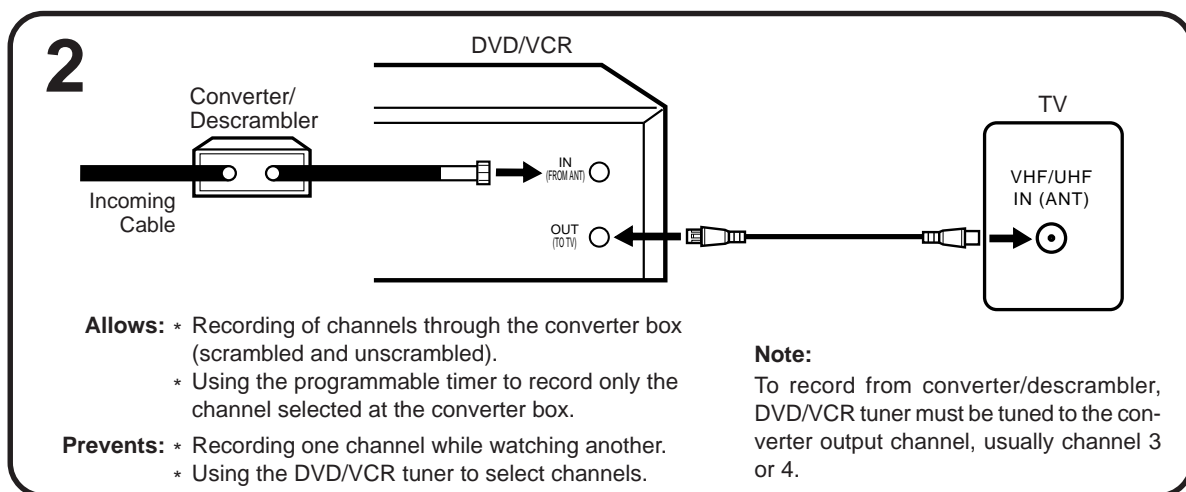 2
DVD/VCR
Converter/
Descrambler
TV
IN
(FROM ANT)
VHF/UHF
IN (ANT)
Incoming
Cable
OUT
(TO TV)
Allows: * Recording of channels through the converter box
(scrambled and unscrambled).
* Using the programmable timer to record only the
channel selected at the converter box.
Prevents: * Recording one channel while watching another.
* Using the DVD/VCR tuner to select channels.
Note:
To record from converter/descrambler,
DVD/VCR tuner must be tuned to the con-
verter output channel, usually channel 3
or 4.